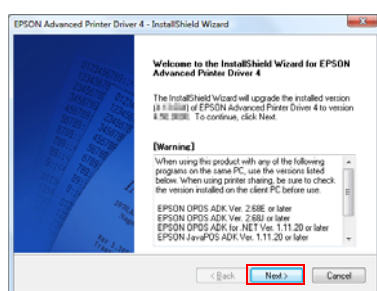 EPSON Advanced Printer Driver 4 - InstallShield Wizard
Welcome to the InstallShield Wizard for EPSON
Advanced Printer Driver 4
The InstallShield Wizard will upgrade the installed version
of EPSON Advanced Printer Driver 4 to version
To continue, click Next.
[Warning]
When using this product with any of the following
programs on the same PC, use the versions listed
below. When using printer sharing, be sure to check
the version installed on the client PC before use.
EPSON OPOS ADK Ver. 2.68E or later
EPSON OPOS ADK Ver. 2.68J or later
EPSON OPOS ADK for .NET Ver. 1.11.20 or later
EPSON JavaPOS ADK Ver. 1.11.20 or later
< Back
Next >
Cancel